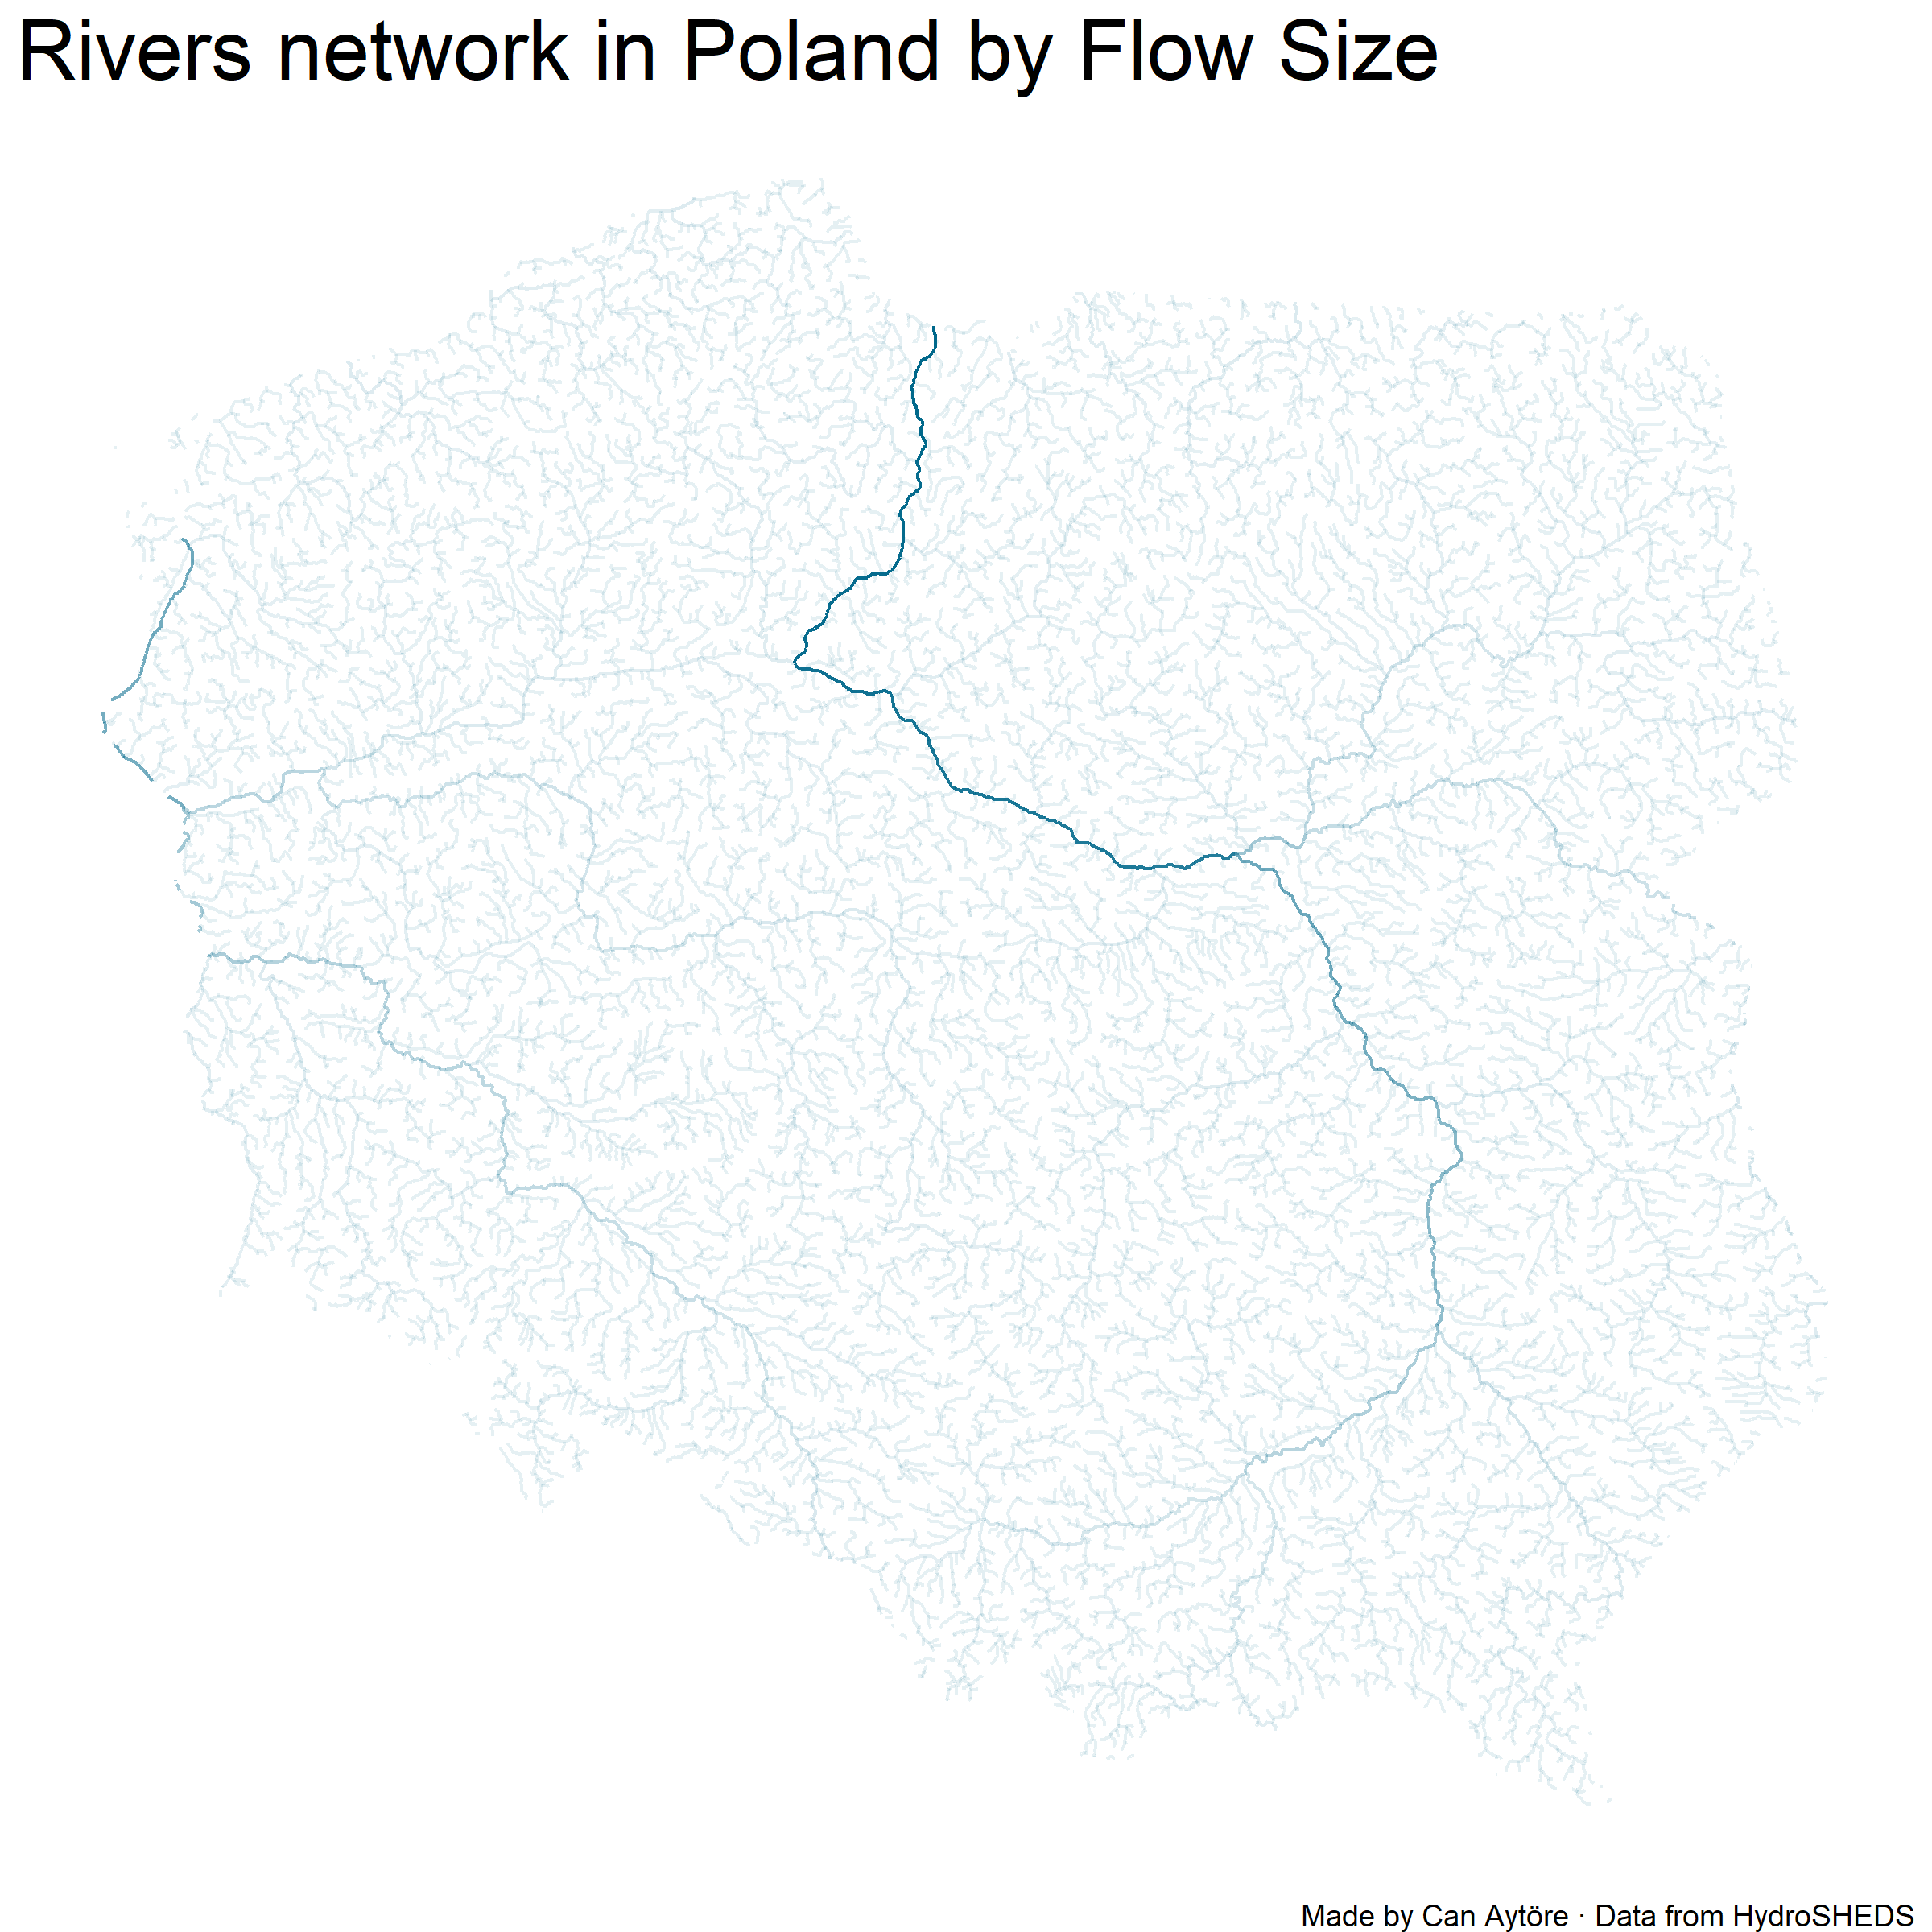 Rivers network in Poland by Flow Size
Made by Can Aytöre · Data from HydroSHEDS